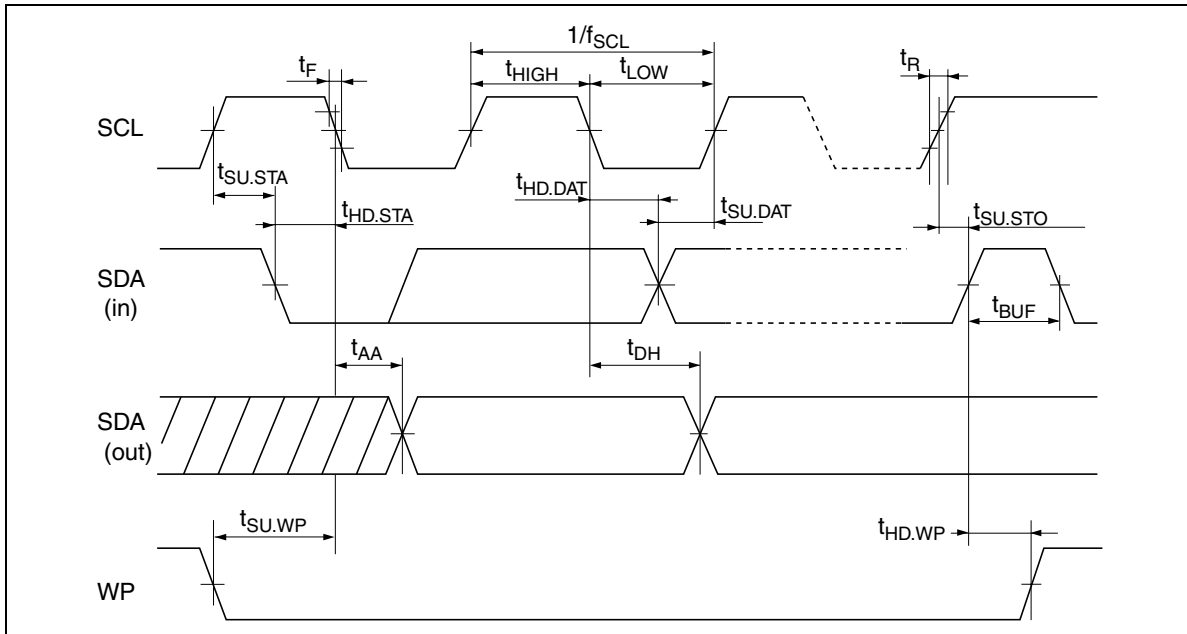 1/fSCL
tF
tHIGH
tLOW
tR
SCL
tSU.STA
tHD.DAT
tHD.STA
tSU.DAT
tSU.STO
SDA
(in)
tBUF
tAA
tDH
SDA
(out)
tSU.WP
tHD.WP
WP